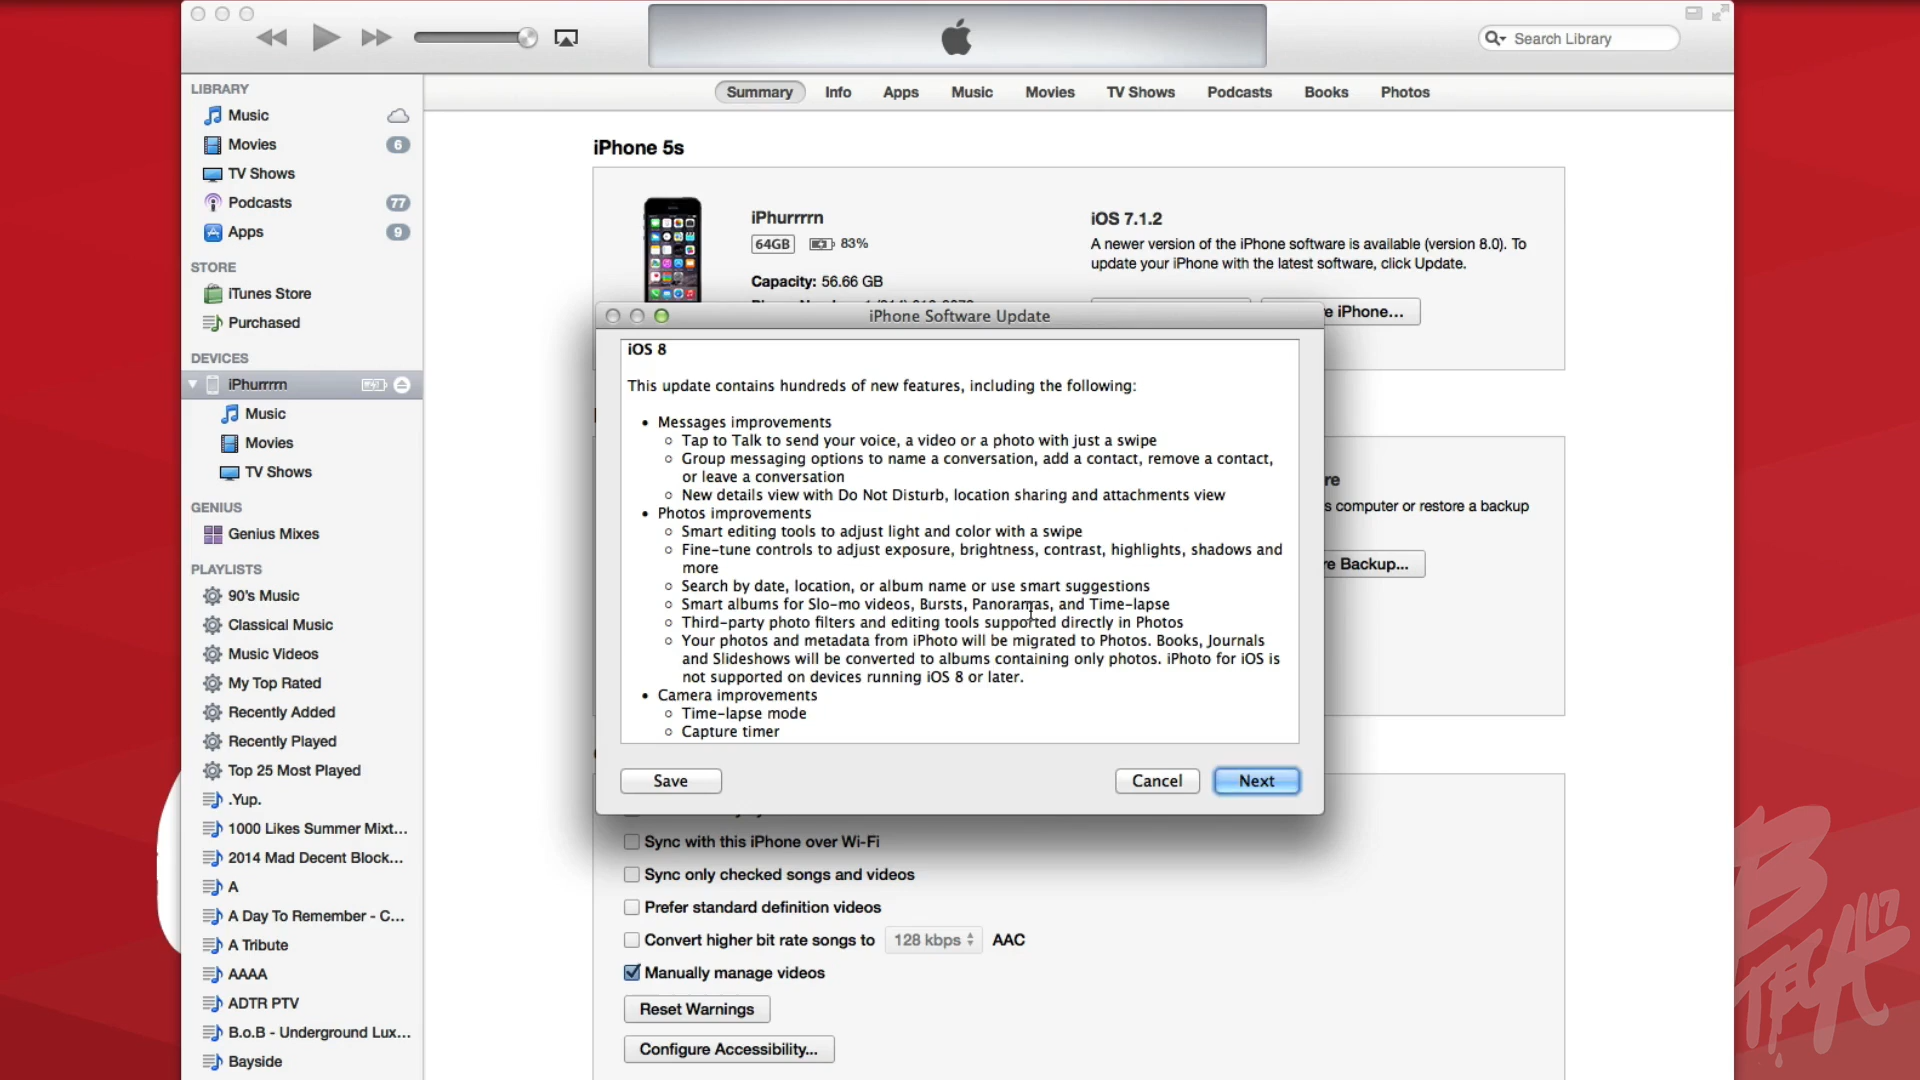 Search Library
LIBRARY
Music
Movies 6
TV Shows
Podcasts 77
Apps 9
STORE
iTunes Store
Purchased
DEVICES
iPhurrrrn
Music
Movies
TV Shows
GENIUS
Genius Mixes
PLAYLISTS
90's Music
Classical Music
Music Videos
My Top Rated
Recently Added
Recently Played
Top 25 Most Played
.Yup.
1000 Likes Summer Mixt...
2014 Mad Decent Block...
A
A Day To Remember - C...
A Tribute
AAAA
ADTR PTV
B.o.B - Underground Lux...
Bayside
Summary Info Apps Music Movies TV Shows Podcasts Books Photos
iPhone 5s
iPhurrrrn
64GB 83%
Capacity: 56.66 GB
iOS 7.1.2
A newer version of the iPhone software is available (version 8.0). To
update your iPhone with the latest software, click Update.
e iPhone...
iPhone Software Update
iOS 8
This update contains hundreds of new features, including the following:
• Messages improvements
○ Tap to Talk to send your voice, a video or a photo with just a swipe
○ Group messaging options to name a conversation, add a contact, remove a contact,
or leave a conversation
○ New details view with Do Not Disturb, location sharing and attachments view
• Photos improvements
○ Smart editing tools to adjust light and color with a swipe
○ Fine-tune controls to adjust exposure, brightness, contrast, highlights, shadows and
more
○ Search by date, location, or album name or use smart suggestions
○ Smart albums for Slo-mo videos, Bursts, Panoramas, and Time-lapse
○ Third-party photo filters and editing tools supported directly in Photos
○ Your photos and metadata from iPhoto will be migrated to Photos. Books, Journals
and Slideshows will be converted to albums containing only photos. iPhoto for iOS is
not supported on devices running iOS 8 or later.
• Camera improvements
○ Time-lapse mode
○ Capture timer
Save Cancel Next
re
s computer or restore a backup
re Backup...
Sync with this iPhone over Wi-Fi
Sync only checked songs and videos
Prefer standard definition videos
Convert higher bit rate songs to 128 kbps AAC
Manually manage videos
Reset Warnings
Configure Accessibility...